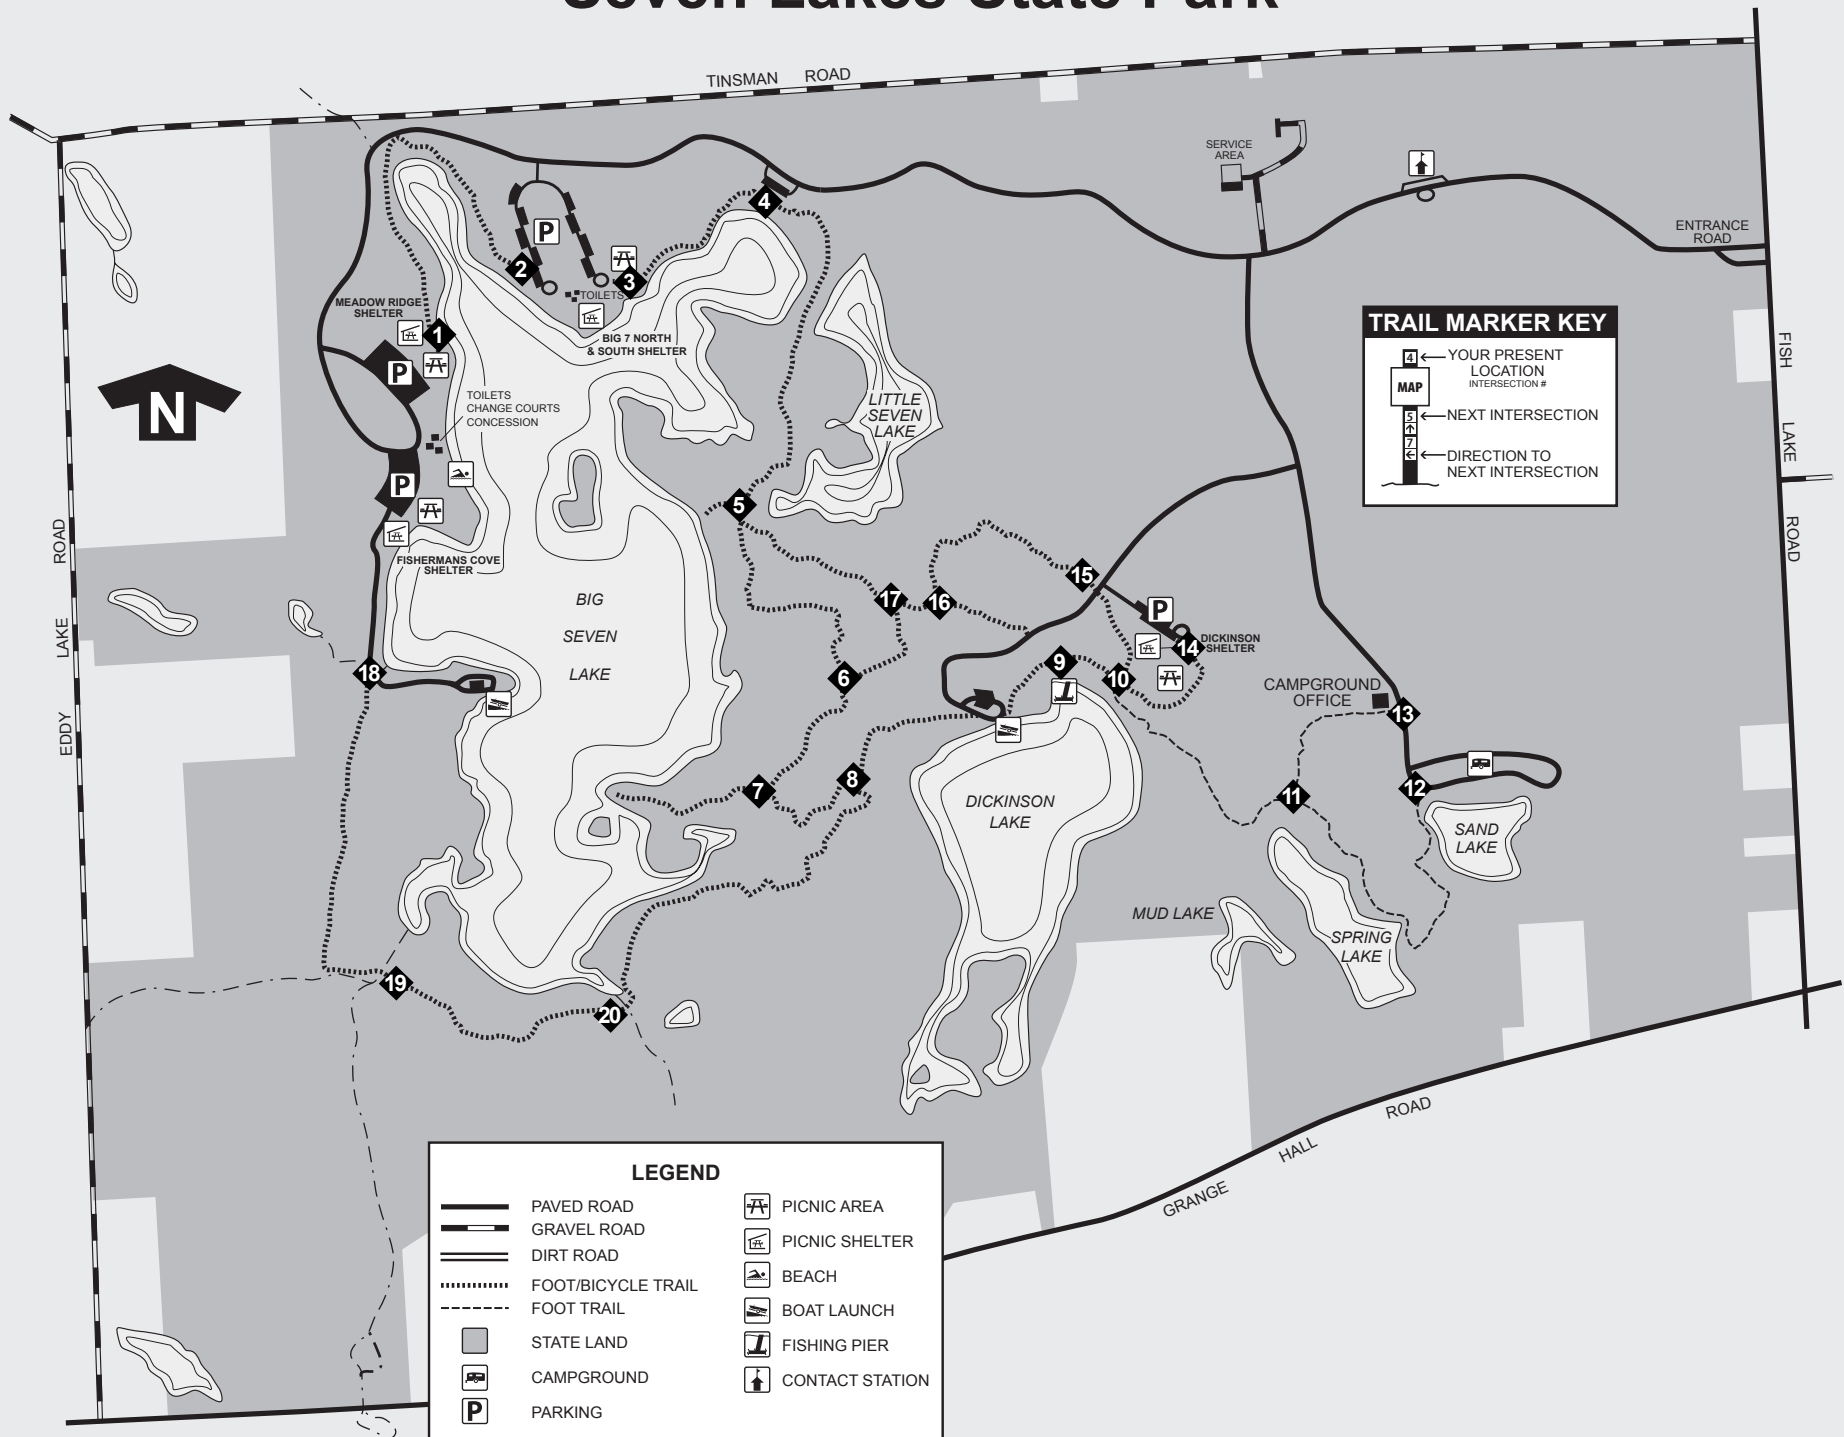 Seven Lakes State Park
TINSMAN ROAD
SERVICE
AREA
ENTRANCE
ROAD
4
P
2
3
TOILETS
MEADOW RIDGE
SHELTER
1
BIG 7 NORTH
& SOUTH SHELTER
P
TRAIL MARKER KEY
4
YOUR PRESENT
LOCATION
INTERSECTION #
MAP
5
NEXT INTERSECTION
7
DIRECTION TO
NEXT INTERSECTION
FISH LAKE ROAD
N
TOILETS
CHANGE COURTS
CONCESSION
LITTLE
SEVEN
LAKE
P
5
FISHERMANS COVE
SHELTER
EDDY LAKE ROAD
BIG
SEVEN
LAKE
17
16
15
P
14
DICKINSON
SHELTER
18
6
9
10
CAMPGROUND
OFFICE
13
7
8
11
12
DICKINSON
LAKE
SAND
LAKE
MUD LAKE
SPRING
LAKE
19
20
GRANGE HALL ROAD
LEGEND
PAVED ROAD
GRAVEL ROAD
DIRT ROAD
FOOT/BICYCLE TRAIL
FOOT TRAIL
STATE LAND
CAMPGROUND
P PARKING
PICNIC AREA
PICNIC SHELTER
BEACH
BOAT LAUNCH
FISHING PIER
CONTACT STATION